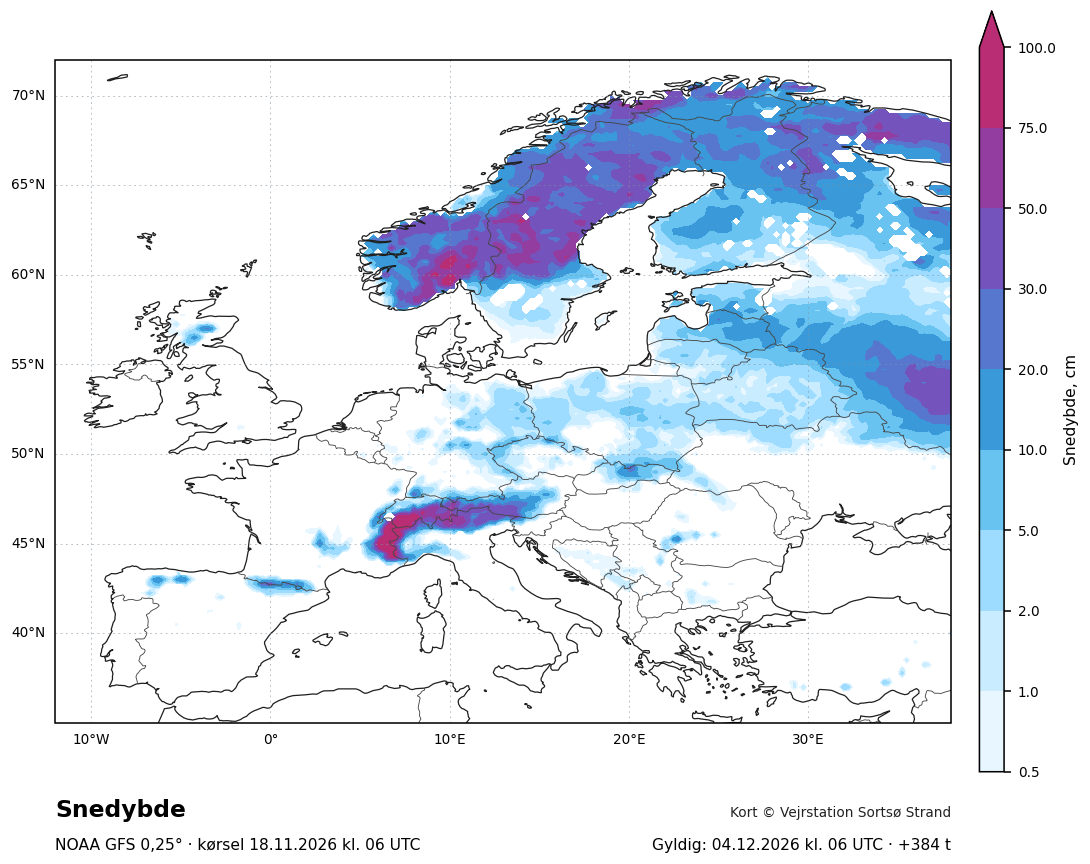 100.0
75.0
50.0
30.0
20.0
10.0
5.0
2.0
1.0
0.5
Snedybde, cm
70°N
65°N
60°N
55°N
50°N
45°N
40°N
10°W
0°
10°E
20°E
30°E
Snedybde
Kort © Vejrstation Sortsø Strand
NOAA GFS 0,25° · kørsel 18.11.2026 kl. 06 UTC
Gyldig: 04.12.2026 kl. 06 UTC · +384 t